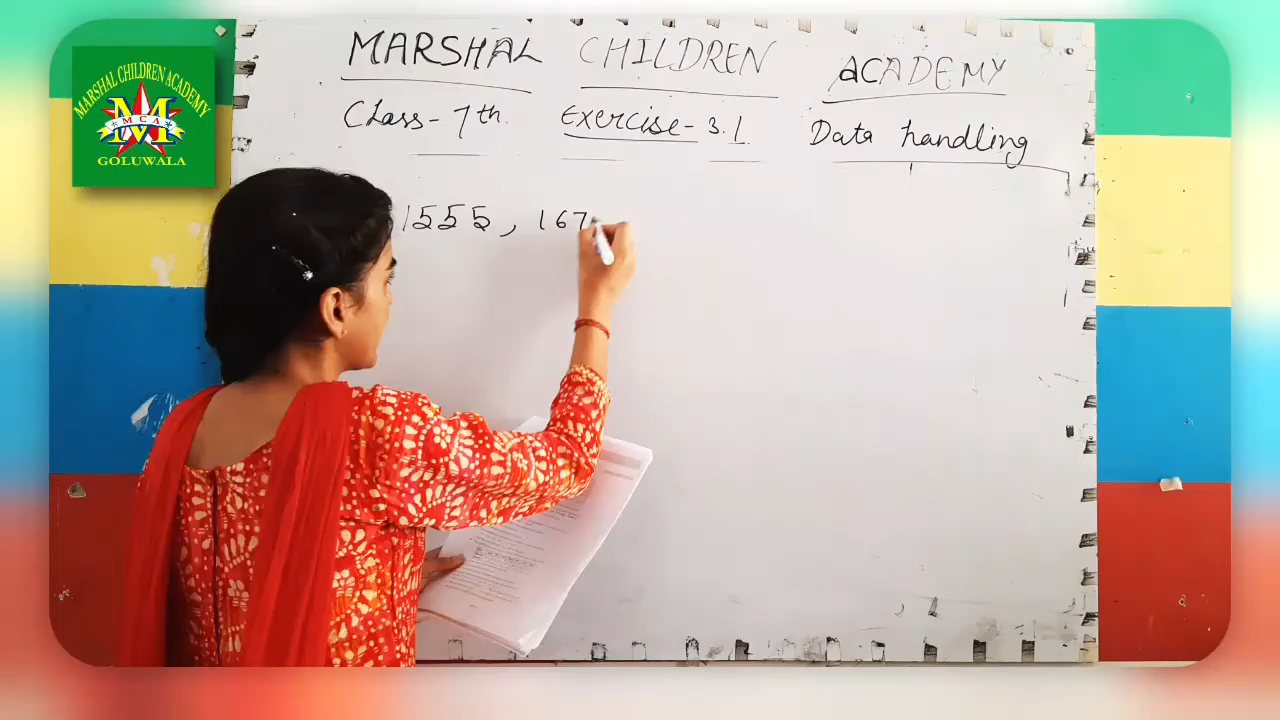 MARSHAL CHILDREN ACADEMY
Class - 7th. Exercise - 3.1. Data handling
1555, 167
MARSHAL CHILDREN ACADEMY
M
MCA
GOLUWALA